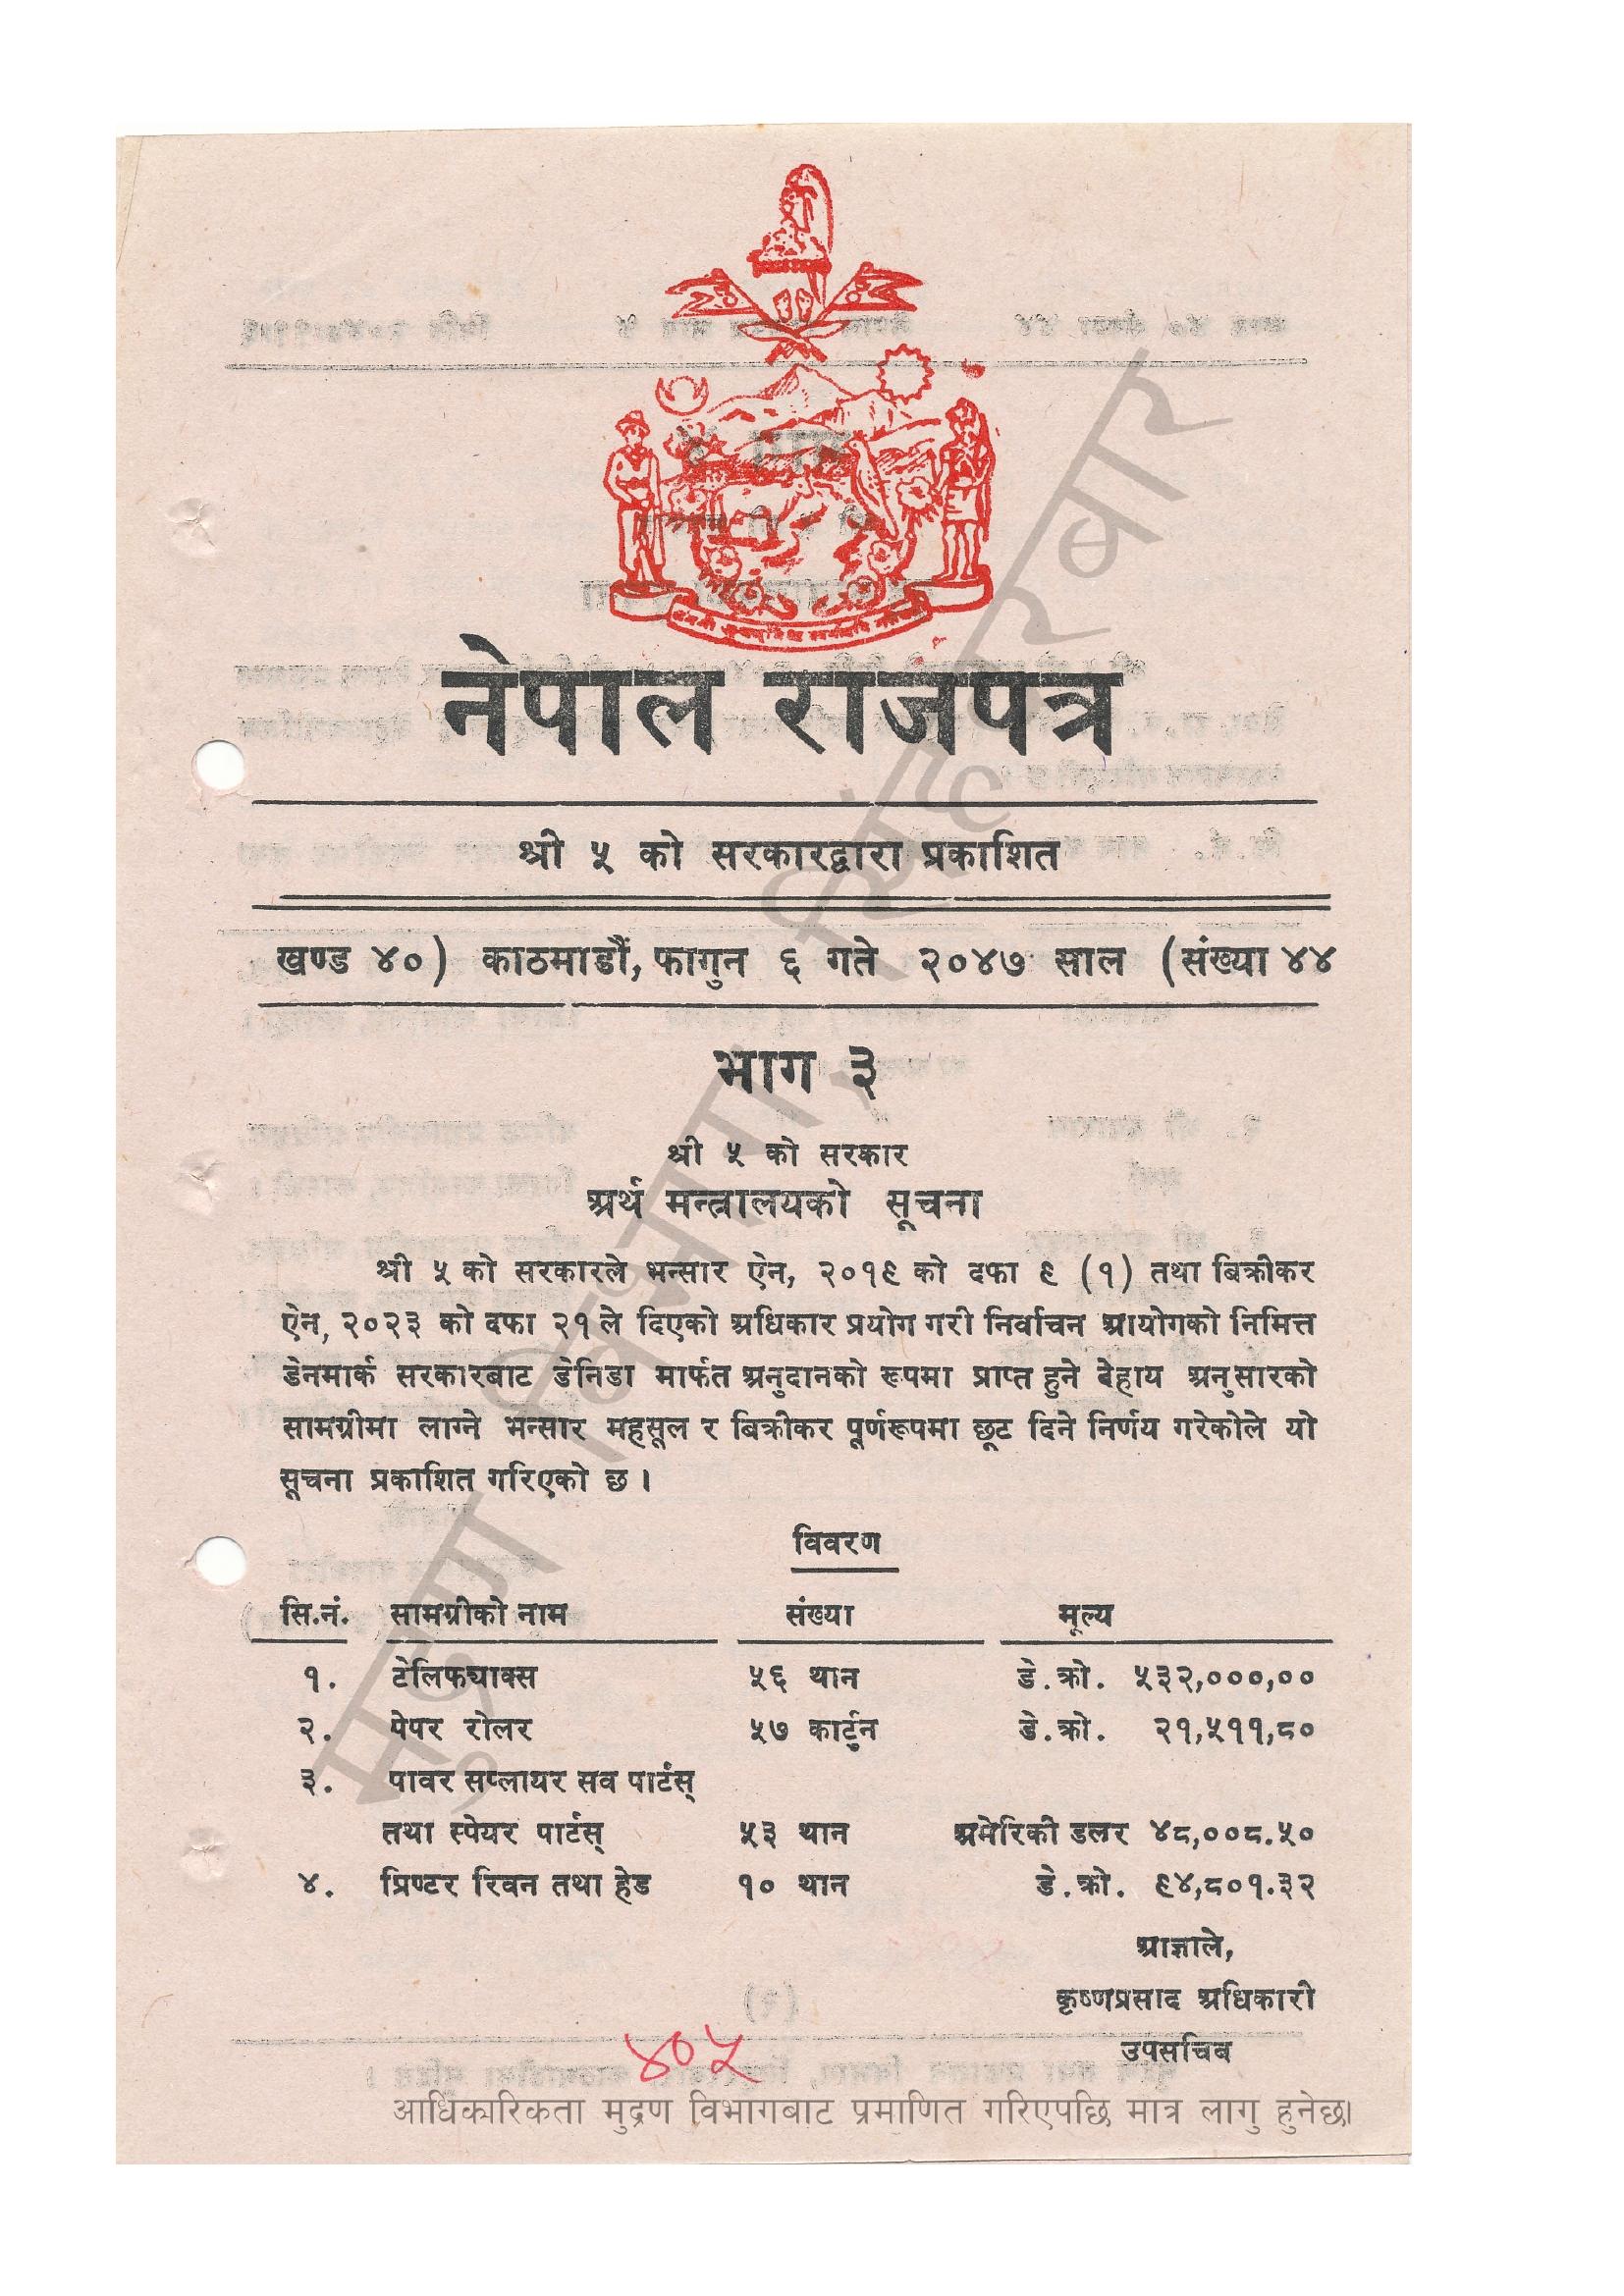 नेपाल राजपत्र
श्री ५ को सरकारद्वारा प्रकाशित
खण्ड ४०) काठमाडौं, फागुन ६ गते २०४७ साल (संख्या ४४
भाग ३
श्री ५ को सरकार
अर्थ मन्त्रालयको सूचना
श्री ५ को सरकारले भन्सार ऐन, २०१९ को दफा ९ (१) तथा बिक्रीकर
ऐन, २०२३ को दफा २१ ले दिएको अधिकार प्रयोग गरी निर्वाचन आयोगको निमित्त
डेनमार्क सरकारबाट डेनिडा मार्फत अनुदानको रूपमा प्राप्त हुने बेहाय अनुसारको
सामग्रीमा लाग्ने भन्सार महसूल र बिक्रीकर पूर्णरूपमा छूट दिने निर्णय गरेकोले यो
सूचना प्रकाशित गरिएको छ ।
विवरण
सि.नं. सामग्रीको नाम संख्या मूल्य
१. टेलिफ्याक्स ५६ थान डे.क्रो. ५३२,०००,००
२. पेपर रोलर ५७ कार्टुन डे.क्रो. २१,५११,८०
३. पावर सप्लायर सव पार्टस्
तथा स्पेयर पार्टस् ५३ थान अमेरिकी डलर ४८,००८.५०
४. प्रिण्टर रिवन तथा हेड १० थान डे.क्रो. ९४,८०१.३२
आज्ञाले,
कृष्णप्रसाद अधिकारी
उपसचिव
४०५
आधिकारिकता मुद्रण विभागबाट प्रमाणित गरिएपछि मात्र लागु हुनेछ।
मुद्रण विभाग, सिंहदरबार